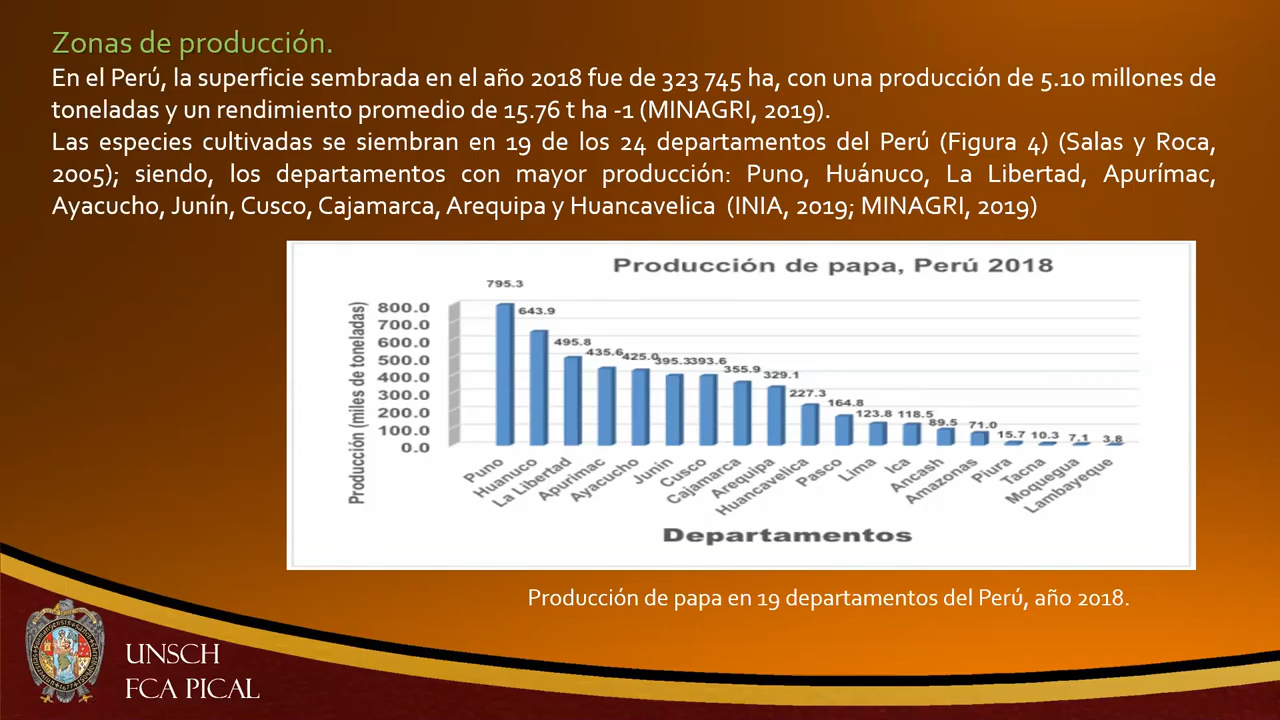 Zonas de producción.
En el Perú, la superficie sembrada en el año 2018 fue de 323 745 ha, con una producción de 5.10 millones de
toneladas y un rendimiento promedio de 15.76 t ha -1 (MINAGRI, 2019).
Las especies cultivadas se siembran en 19 de los 24 departamentos del Perú (Figura 4) (Salas y Roca,
2005); siendo, los departamentos con mayor producción: Puno, Huánuco, La Libertad, Apurímac,
Ayacucho, Junín, Cusco, Cajamarca, Arequipa y Huancavelica (INIA, 2019; MINAGRI, 2019)
Producción de papa, Perú 2018
Producción (miles de toneladas)
800.0
700.0
600.0
500.0
400.0
300.0
200.0
100.0
0.0
795.3
643.9
495.8
435.6
425.0
395.3
393.6
355.9
329.1
227.3
164.8
123.8
118.5
89.5
71.0
15.7
10.3
7.1
3.8
Puno
Huanuco
La Libertad
Apurimac
Ayacucho
Junin
Cusco
Cajamarca
Arequipa
Huancavelica
Pasco
Lima
Ica
Ancash
Amazonas
Piura
Tacna
Moquegua
Lambayeque
Departamentos
Producción de papa en 19 departamentos del Perú, año 2018.
UNSCH
FCA PICAL